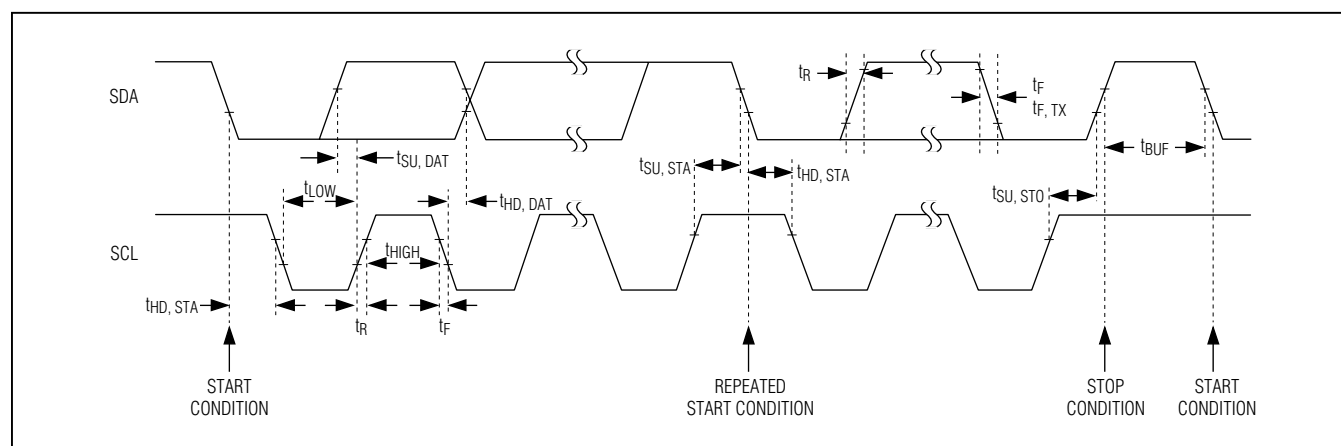 SDA
tR
tF
tF, TX
tSU, DAT
tSU, STA
tHD, STA
tBUF
tLOW
tHD, DAT
tSU, STO
SCL
tHIGH
tHD, STA
tR
tF
START
CONDITION
REPEATED
START CONDITION
STOP
CONDITION
START
CONDITION